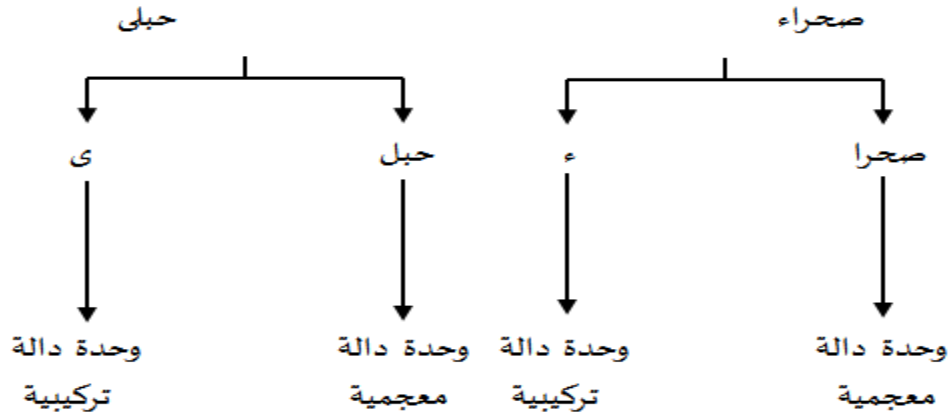 صحراء
حبلى
صحرا
ء
حبل
ى
وحدة دالة
معجمية
وحدة دالة
تركيبية
وحدة دالة
معجمية
وحدة دالة
تركيبية